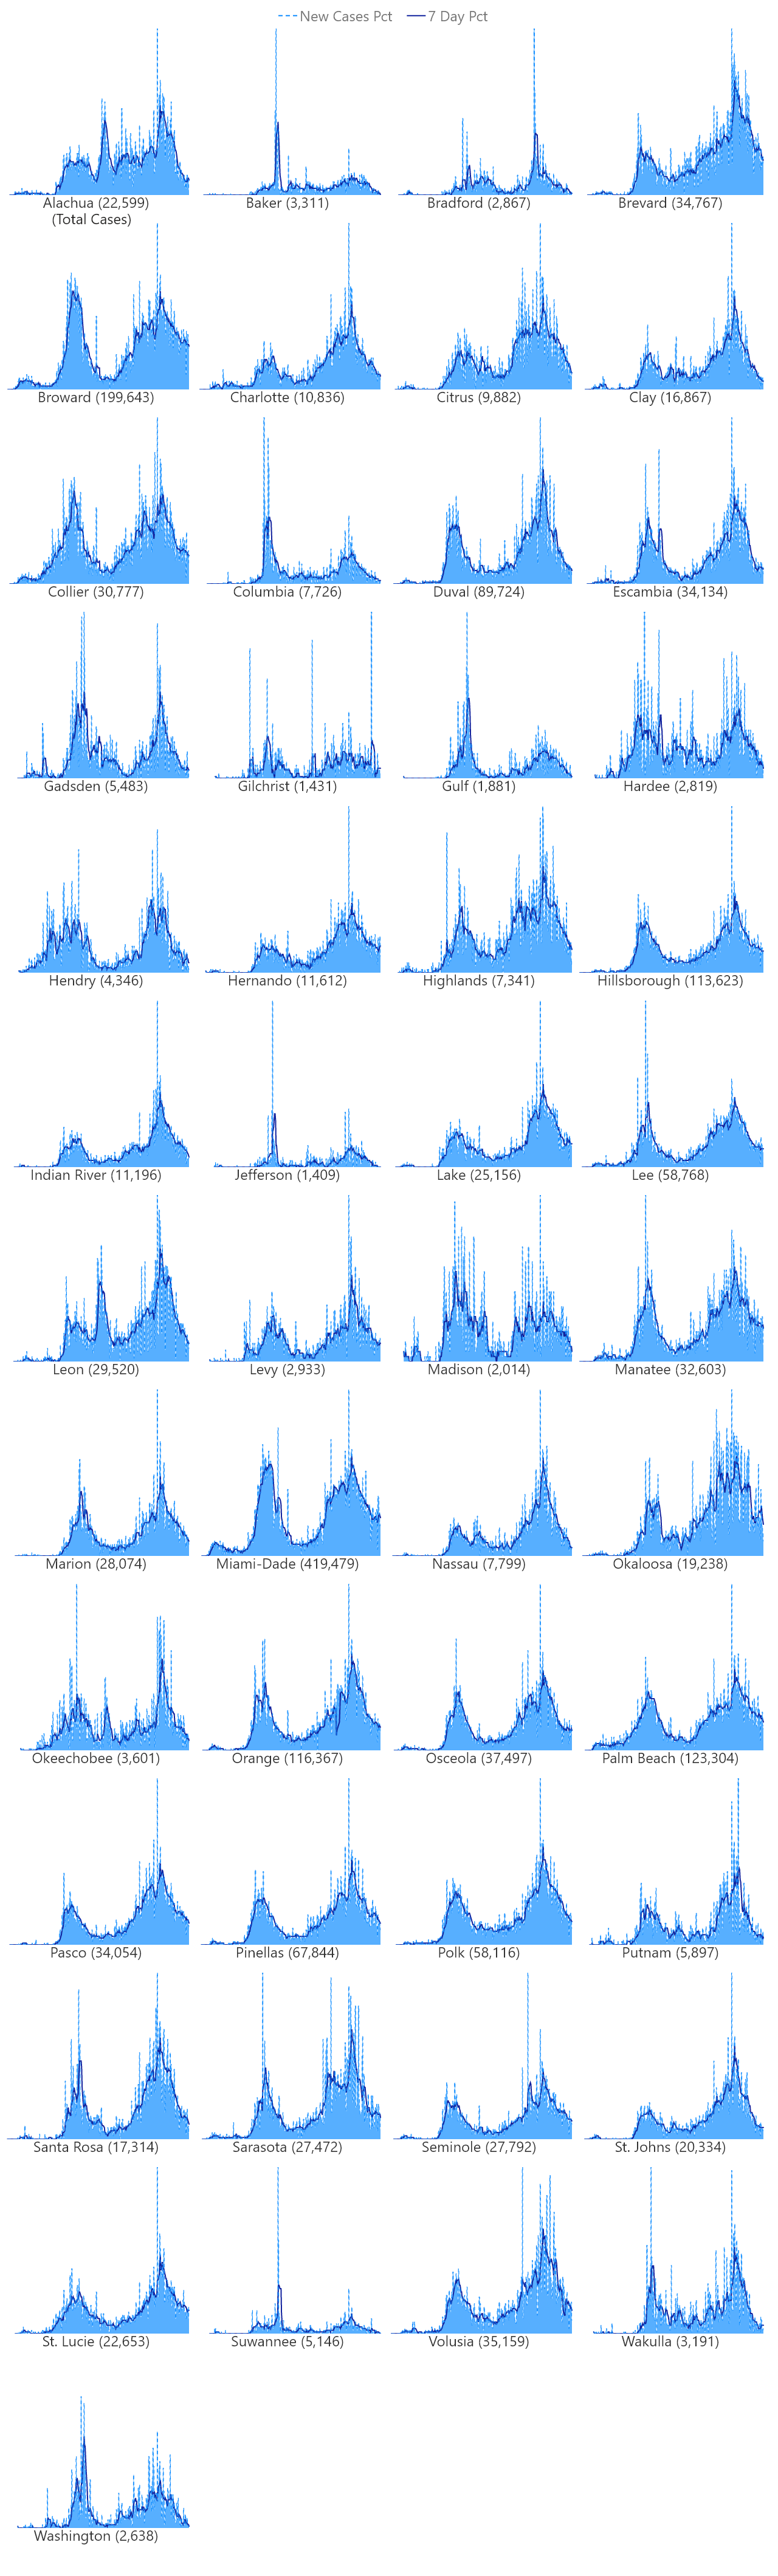 New Cases Pct 7 Day Pct
Alachua (22,599) Baker (3,311) Bradford (2,867) Brevard (34,767)
(Total Cases)
Broward (199,643) Charlotte (10,836) Citrus (9,882) Clay (16,867)
Collier (30,777) Columbia (7,726) Duval (89,724) Escambia (34,134)
Gadsden (5,483) Gilchrist (1,431) Gulf (1,881) Hardee (2,819)
Hendry (4,346) Hernando (11,612) Highlands (7,341) Hillsborough (113,623)
Indian River (11,196) Jefferson (1,409) Lake (25,156) Lee (58,768)
Leon (29,520) Levy (2,933) Madison (2,014) Manatee (32,603)
Marion (28,074) Miami-Dade (419,479) Nassau (7,799) Okaloosa (19,238)
Okeechobee (3,601) Orange (116,367) Osceola (37,497) Palm Beach (123,304)
Pasco (34,054) Pinellas (67,844) Polk (58,116) Putnam (5,897)
Santa Rosa (17,314) Sarasota (27,472) Seminole (27,792) St. Johns (20,334)
St. Lucie (22,653) Suwannee (5,146) Volusia (35,159) Wakulla (3,191)
Washington (2,638)